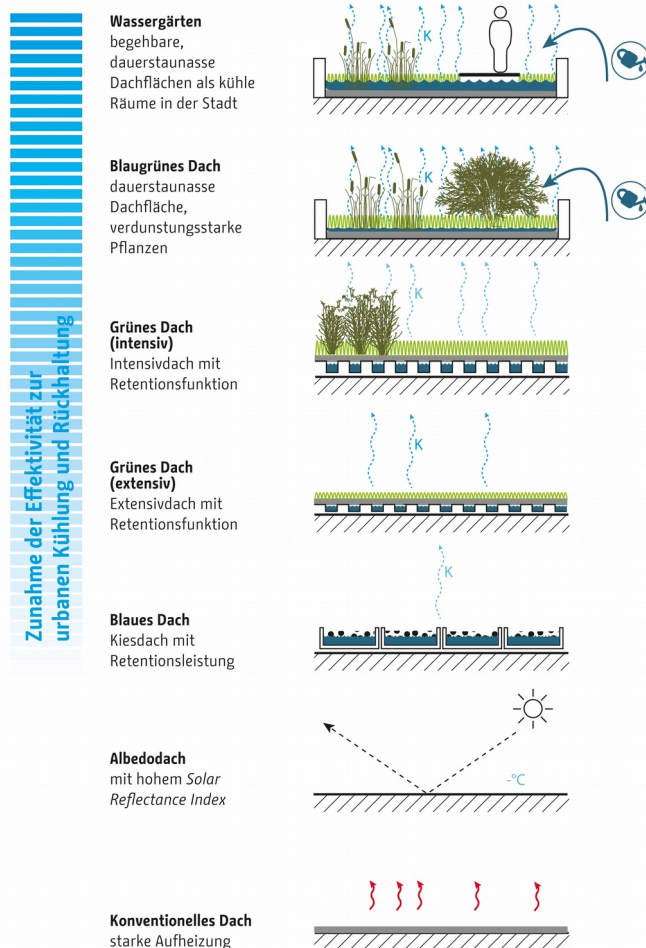 Wassergärten
begehbare,
dauerstaunasse
Dachflächen als kühle
Räume in der Stadt
K
Blaugrünes Dach
dauerstaunasse
Dachfläche,
verdunstungsstarke
Pflanzen
K
Grünes Dach
(intensiv)
Intensivdach mit
Retentionsfunktion
K
Grünes Dach
(extensiv)
Extensivdach mit
Retentionsfunktion
K
Blaues Dach
Kiesdach mit
Retentionsleistung
K
Albedodach
mit hohem Solar
Reflectance Index
-°C
Konventionelles Dach
starke Aufheizung
Zunahme der Effektivität zur
urbanen Kühlung und Rückhaltung